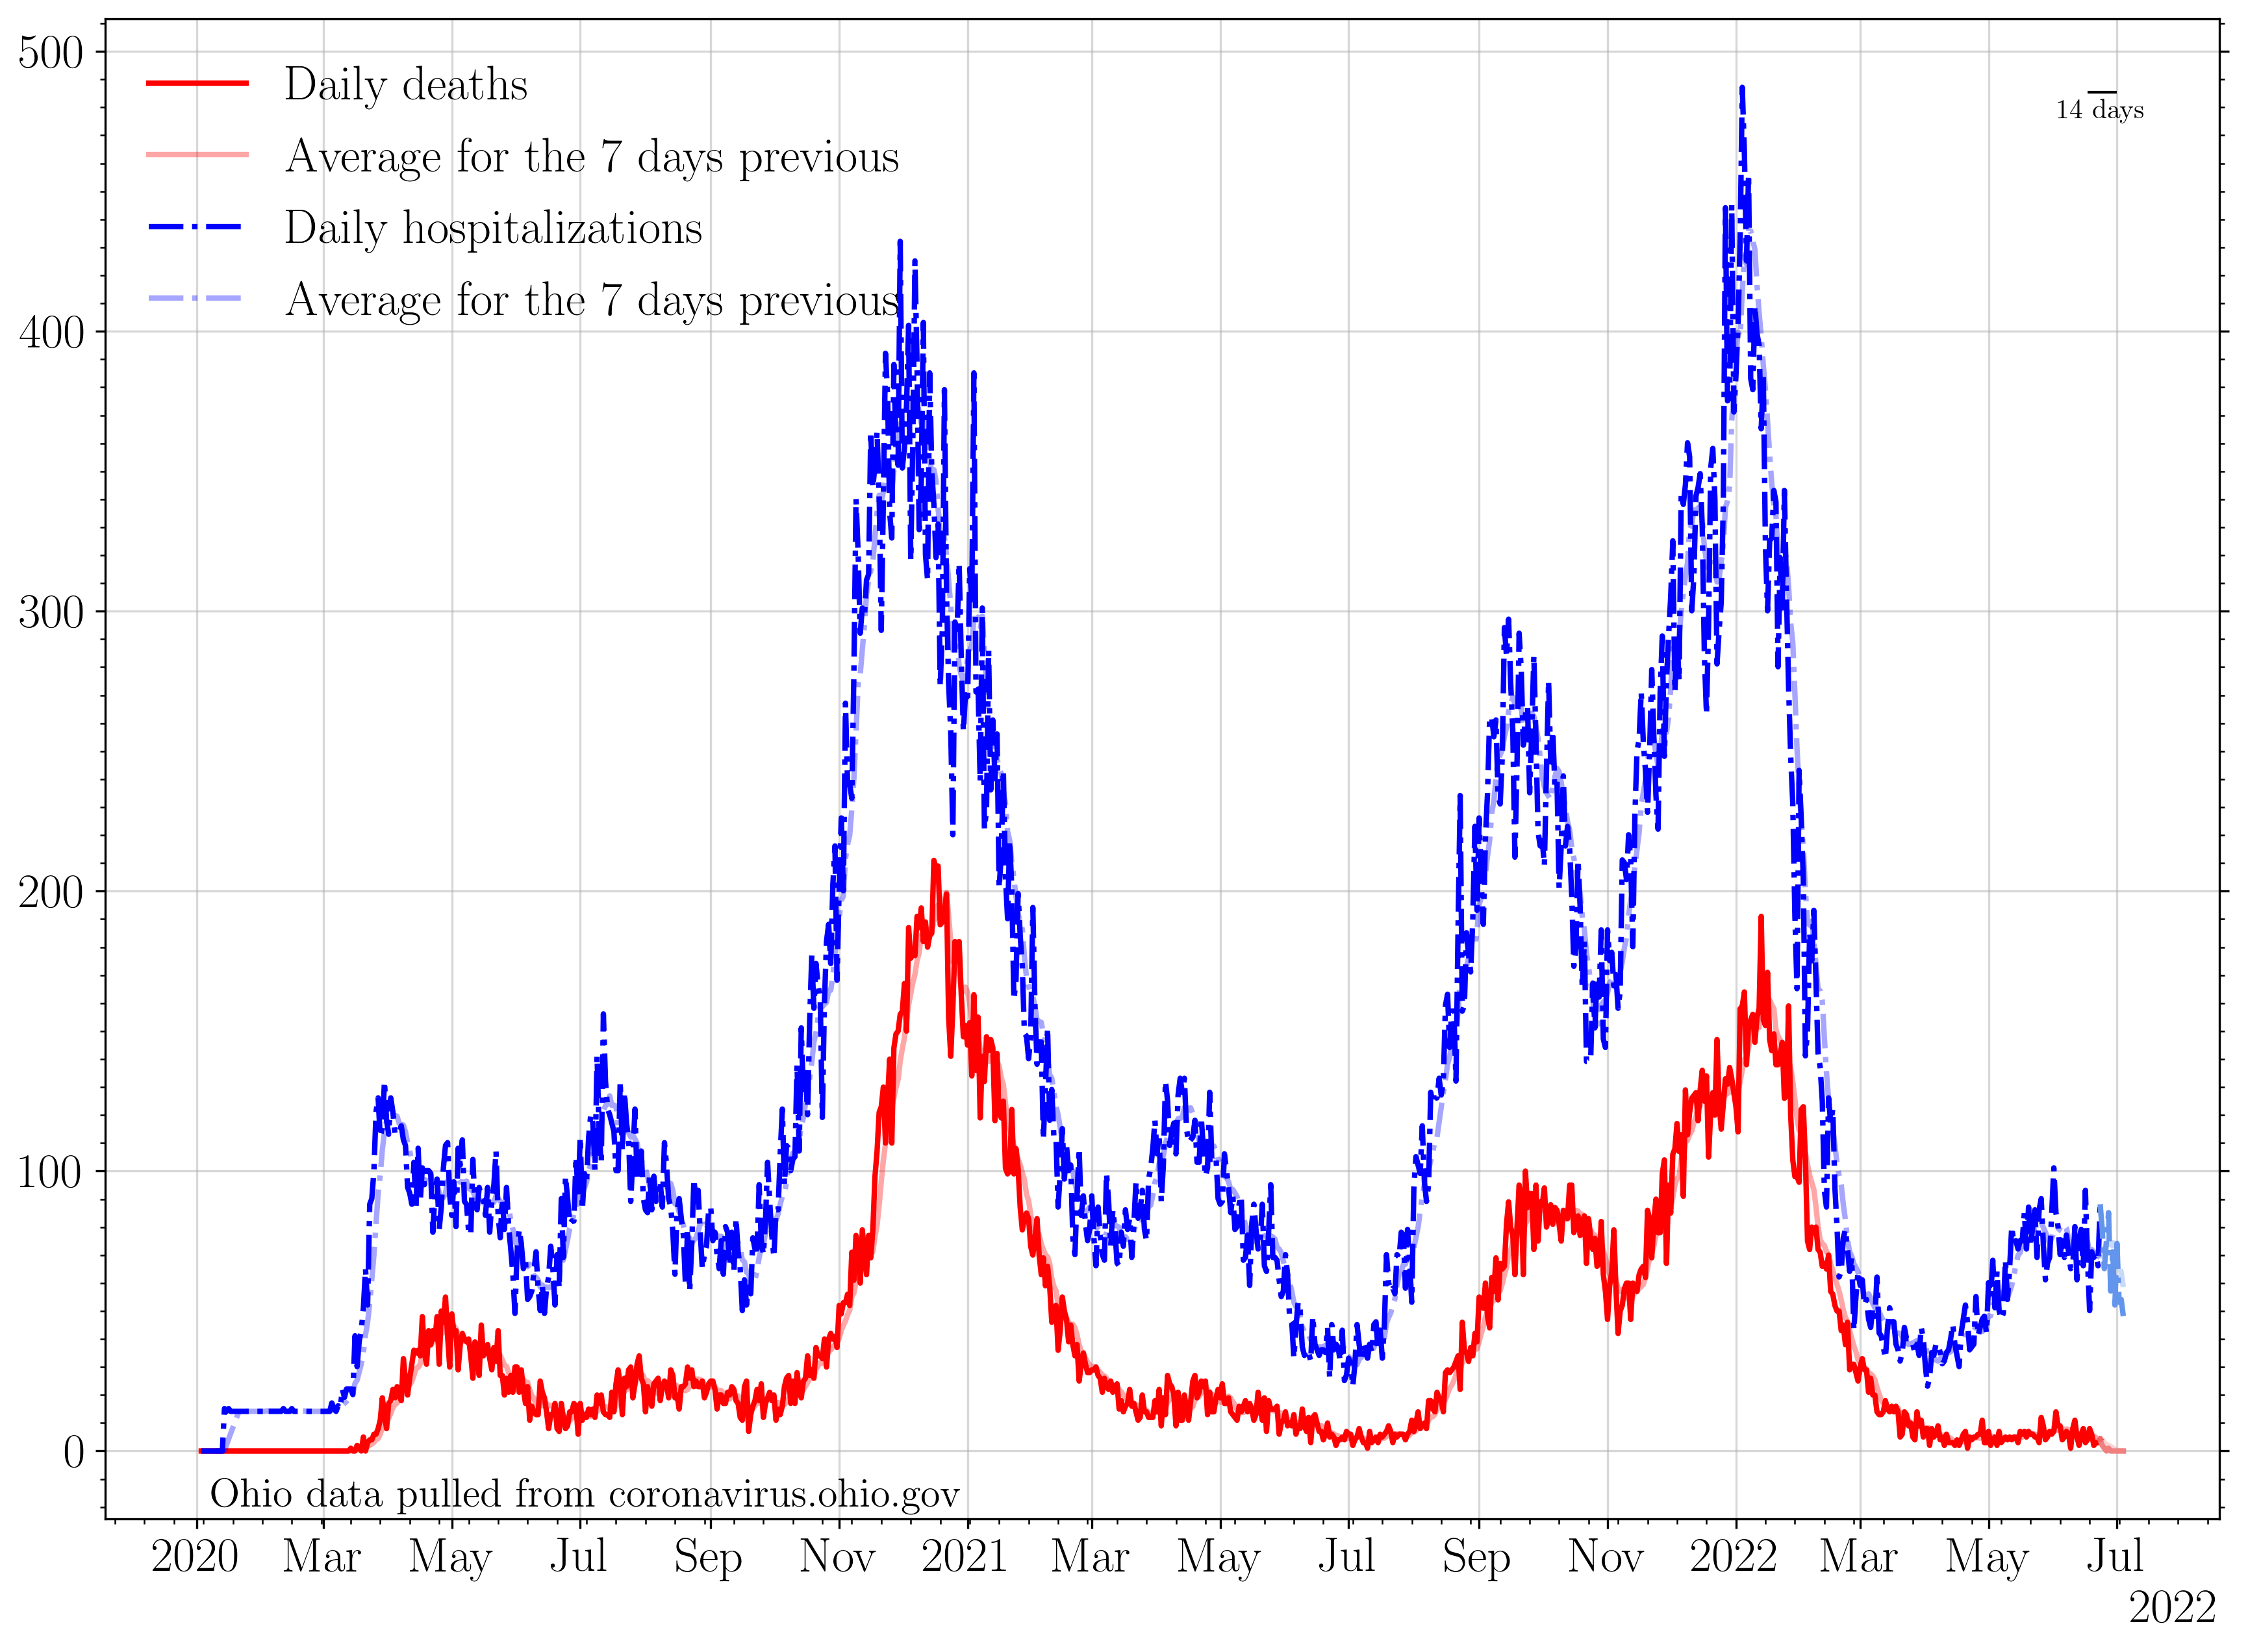 500
400
300
200
100
0
Daily deaths
Average for the 7 days previous
Daily hospitalizations
Average for the 7 days previous
14 days
Ohio data pulled from coronavirus.ohio.gov
2020 Mar May Jul Sep Nov 2021 Mar May Jul Sep Nov 2022 Mar May Jul
2022